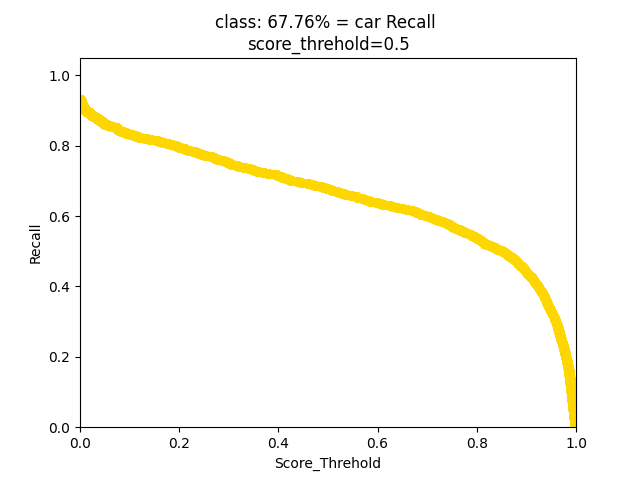 class: 67.76% = car Recall
score_threhold=0.5
1.0
0.8
0.6
0.4
0.2
0.0
Recall
0.0 0.2 0.4 0.6 0.8 1.0
Score_Threhold